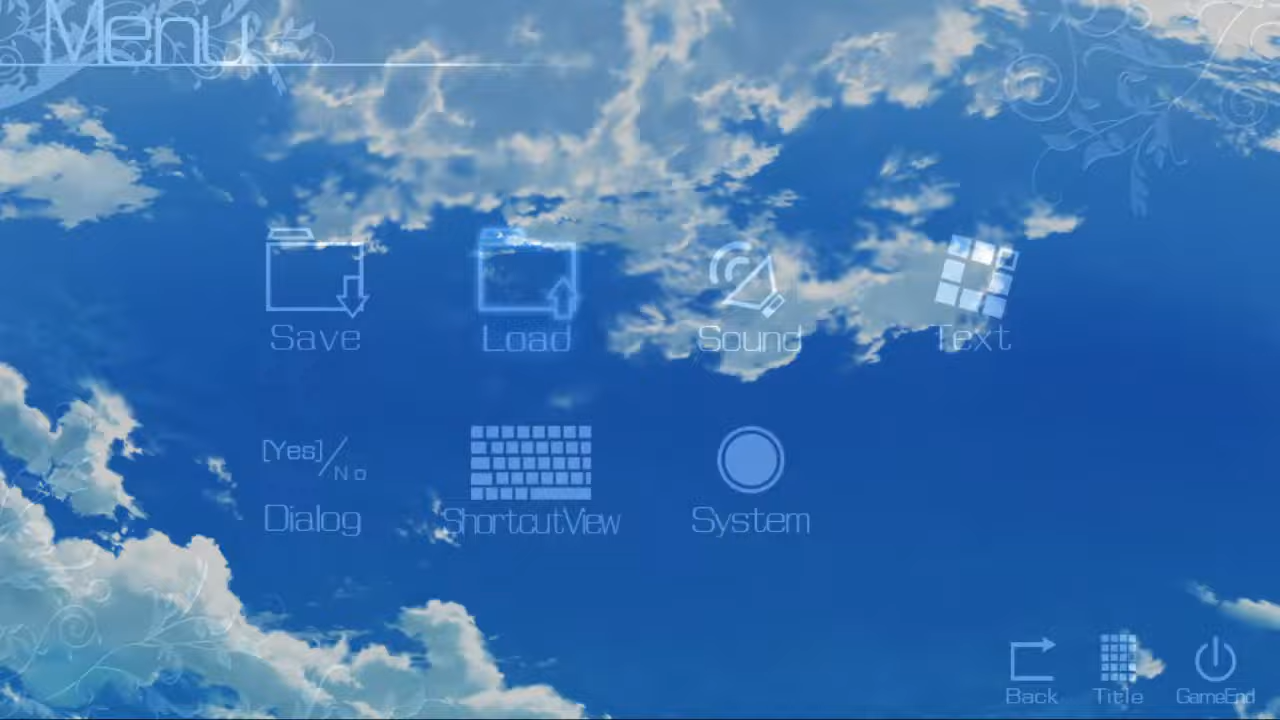 Menu
Save
Load
Sound
Text
[Yes]/No
Dialog
ShortcutView
System
Back
Title
GameEnd